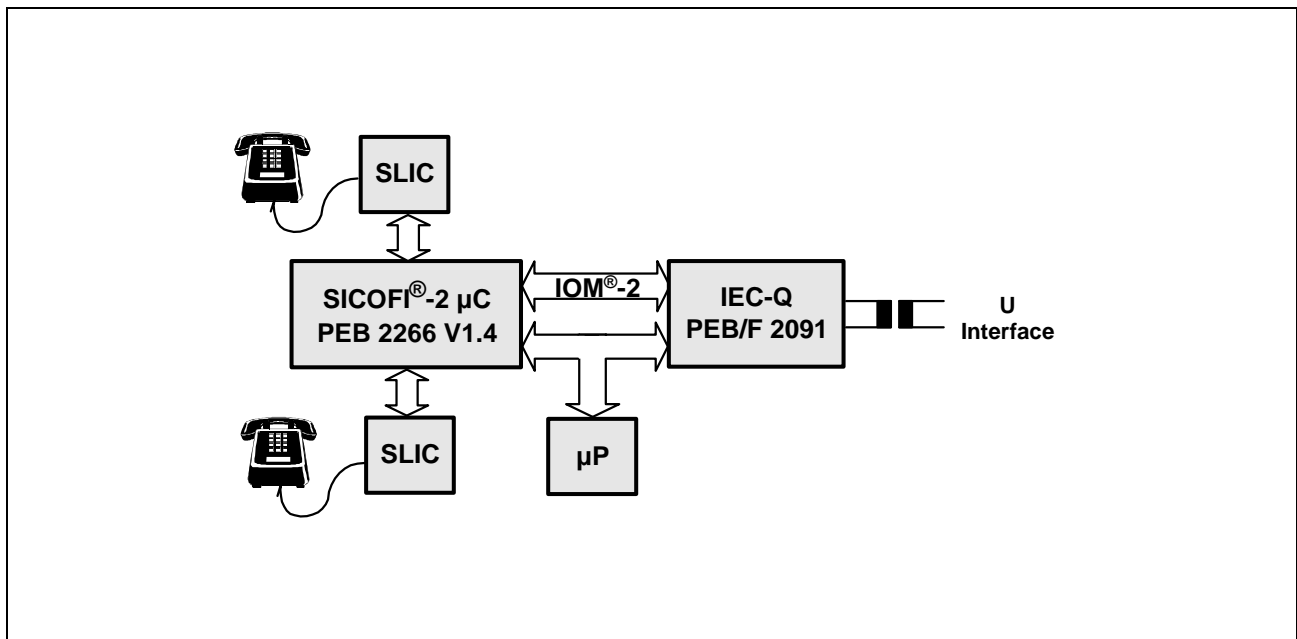 SLIC
SICOFI®-2 µC
PEB 2266 V1.4
IOM®-2
IEC-Q
PEB/F 2091
U
Interface
SLIC
µP